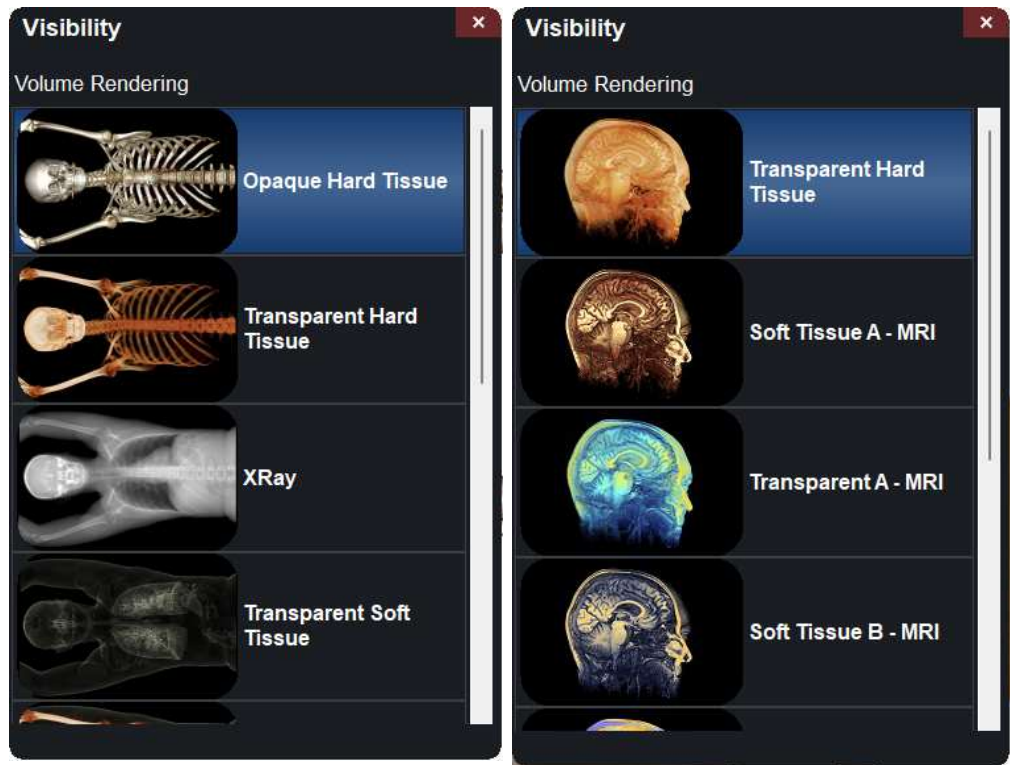 Visibility
×
Volume Rendering
Opaque Hard Tissue
Transparent Hard
Tissue
XRay
Transparent Soft
Tissue
Visibility
×
Volume Rendering
Transparent Hard
Tissue
Soft Tissue A - MRI
Transparent A - MRI
Soft Tissue B - MRI